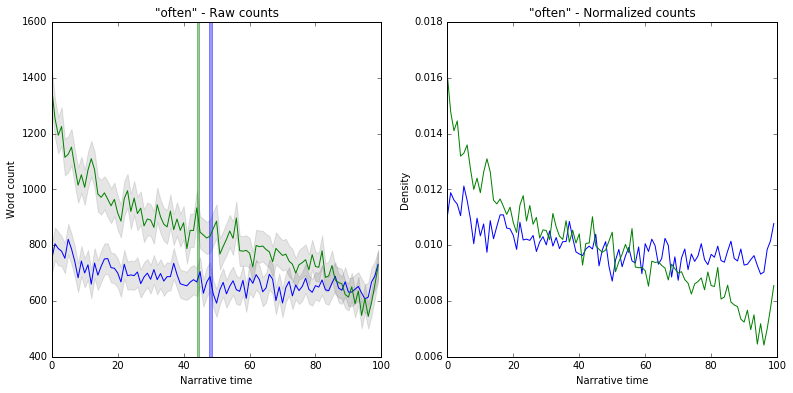 "often" - Raw counts
1600
1400
1200
1000
800
600
400
Word count
0 20 40 60 80 100
Narrative time
"often" - Normalized counts
0.018
0.016
0.014
0.012
0.010
0.008
0.006
Density
0 20 40 60 80 100
Narrative time